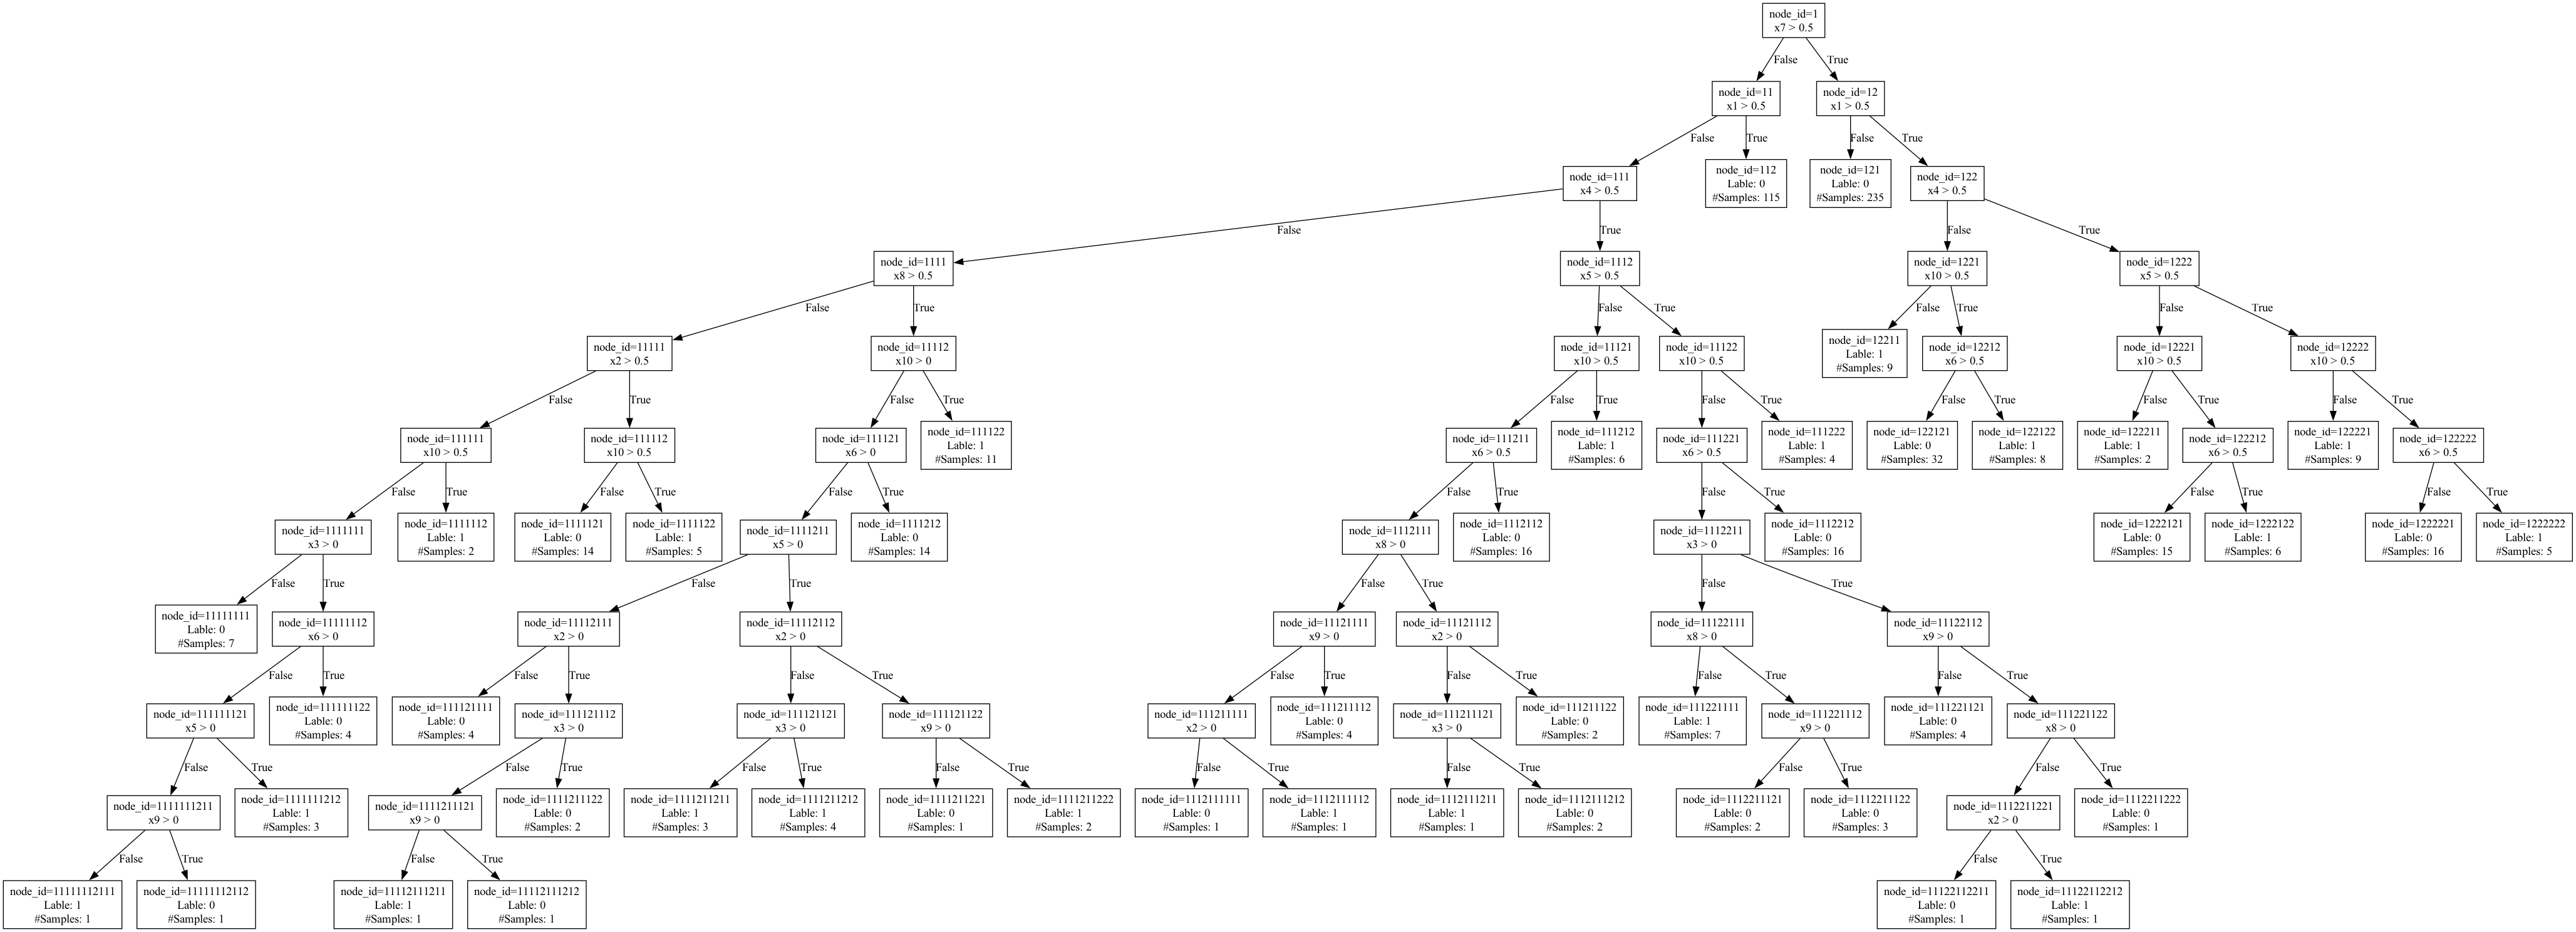 node_id=1
x7 > 0.5
False
True
node_id=11
x1 > 0.5
node_id=12
x1 > 0.5
False
True
False
True
node_id=111
x4 > 0.5
node_id=112
Lable: 0
#Samples: 115
node_id=121
Lable: 0
#Samples: 235
node_id=122
x4 > 0.5
False
True
False
True
node_id=1111
x8 > 0.5
node_id=1112
x5 > 0.5
node_id=1221
x10 > 0.5
node_id=1222
x5 > 0.5
False
True
False
True
False
True
False
True
node_id=11111
x2 > 0.5
node_id=11112
x10 > 0
node_id=11121
x10 > 0.5
node_id=11122
x10 > 0.5
node_id=12211
Lable: 1
#Samples: 9
node_id=12212
x6 > 0.5
node_id=12221
x10 > 0.5
node_id=12222
x10 > 0.5
False
True
False
True
False
True
False
True
False
True
False
True
False
True
node_id=111111
x10 > 0.5
node_id=111112
x10 > 0.5
node_id=111121
x6 > 0
node_id=111122
Lable: 1
#Samples: 11
node_id=111211
x6 > 0.5
node_id=111212
Lable: 1
#Samples: 6
node_id=111221
x6 > 0.5
node_id=111222
Lable: 1
#Samples: 4
node_id=122121
Lable: 0
#Samples: 32
node_id=122122
Lable: 1
#Samples: 8
node_id=122211
Lable: 1
#Samples: 2
node_id=122212
x6 > 0.5
node_id=122221
Lable: 1
#Samples: 9
node_id=122222
x6 > 0.5
False
True
False
True
False
True
False
True
False
True
False
True
False
True
node_id=1111111
x3 > 0
node_id=1111112
Lable: 1
#Samples: 2
node_id=1111121
Lable: 0
#Samples: 14
node_id=1111122
Lable: 1
#Samples: 5
node_id=1111211
x5 > 0
node_id=1111212
Lable: 0
#Samples: 14
node_id=1112111
x8 > 0
node_id=1112112
Lable: 0
#Samples: 16
node_id=1112211
x3 > 0
node_id=1112212
Lable: 0
#Samples: 16
node_id=1222121
Lable: 0
#Samples: 15
node_id=1222122
Lable: 1
#Samples: 6
node_id=1222221
Lable: 0
#Samples: 16
node_id=1222222
Lable: 1
#Samples: 5
False
True
False
True
False
True
False
True
node_id=11111111
Lable: 0
#Samples: 7
node_id=11111112
x6 > 0
node_id=11112111
x2 > 0
node_id=11112112
x2 > 0
node_id=11121111
x9 > 0
node_id=11121112
x2 > 0
node_id=11122111
x8 > 0
node_id=11122112
x9 > 0
False
True
False
True
False
True
False
True
False
True
False
True
False
True
node_id=111111121
x5 > 0
node_id=111111122
Lable: 0
#Samples: 4
node_id=111121111
Lable: 0
#Samples: 4
node_id=111121112
x3 > 0
node_id=111121121
x3 > 0
node_id=111121122
x9 > 0
node_id=111211111
x2 > 0
node_id=111211112
Lable: 0
#Samples: 4
node_id=111211121
x3 > 0
node_id=111211122
Lable: 0
#Samples: 2
node_id=111221111
Lable: 1
#Samples: 7
node_id=111221112
x9 > 0
node_id=111221121
Lable: 0
#Samples: 4
node_id=111221122
x8 > 0
False
True
False
True
False
True
False
True
False
True
False
True
False
True
False
True
node_id=1111111211
x9 > 0
node_id=1111111212
Lable: 1
#Samples: 3
node_id=1111211121
x9 > 0
node_id=1111211122
Lable: 0
#Samples: 2
node_id=1111211211
Lable: 1
#Samples: 3
node_id=1111211212
Lable: 1
#Samples: 4
node_id=1111211221
Lable: 0
#Samples: 1
node_id=1111211222
Lable: 1
#Samples: 2
node_id=1112111111
Lable: 0
#Samples: 1
node_id=1112111112
Lable: 1
#Samples: 1
node_id=1112111211
Lable: 1
#Samples: 1
node_id=1112111212
Lable: 0
#Samples: 2
node_id=1112211121
Lable: 0
#Samples: 2
node_id=1112211122
Lable: 0
#Samples: 3
node_id=1112211221
x2 > 0
node_id=1112211222
Lable: 0
#Samples: 1
False
True
False
True
False
True
node_id=11111112111
Lable: 1
#Samples: 1
node_id=11111112112
Lable: 0
#Samples: 1
node_id=11112111211
Lable: 1
#Samples: 1
node_id=11112111212
Lable: 0
#Samples: 1
node_id=11122112211
Lable: 0
#Samples: 1
node_id=11122112212
Lable: 1
#Samples: 1